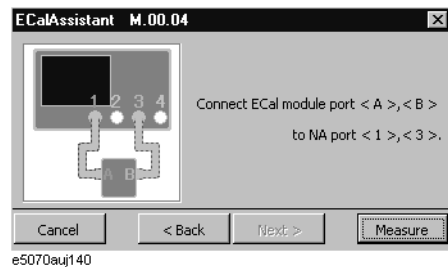 ECalAssistant M.00.04
1 2 3 4
Connect ECal module port < A >,< B >
to NA port < 1 >,< 3 >.
A B
Cancel < Back Next > Measure
e5070auj140